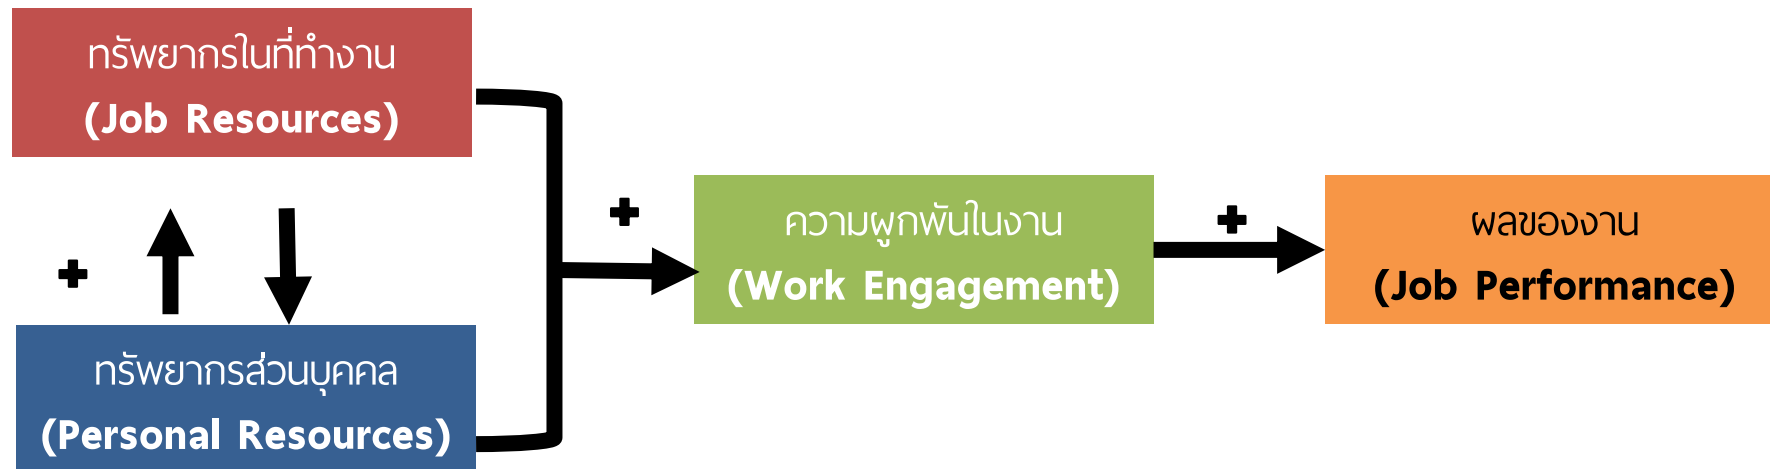 ทรัพยากรในที่ทำงาน
(Job Resources)
+
+
ความผูกพันในงาน
(Work Engagement)
+
ผลของงาน
(Job Performance)
ทรัพยากรส่วนบุคคล
(Personal Resources)